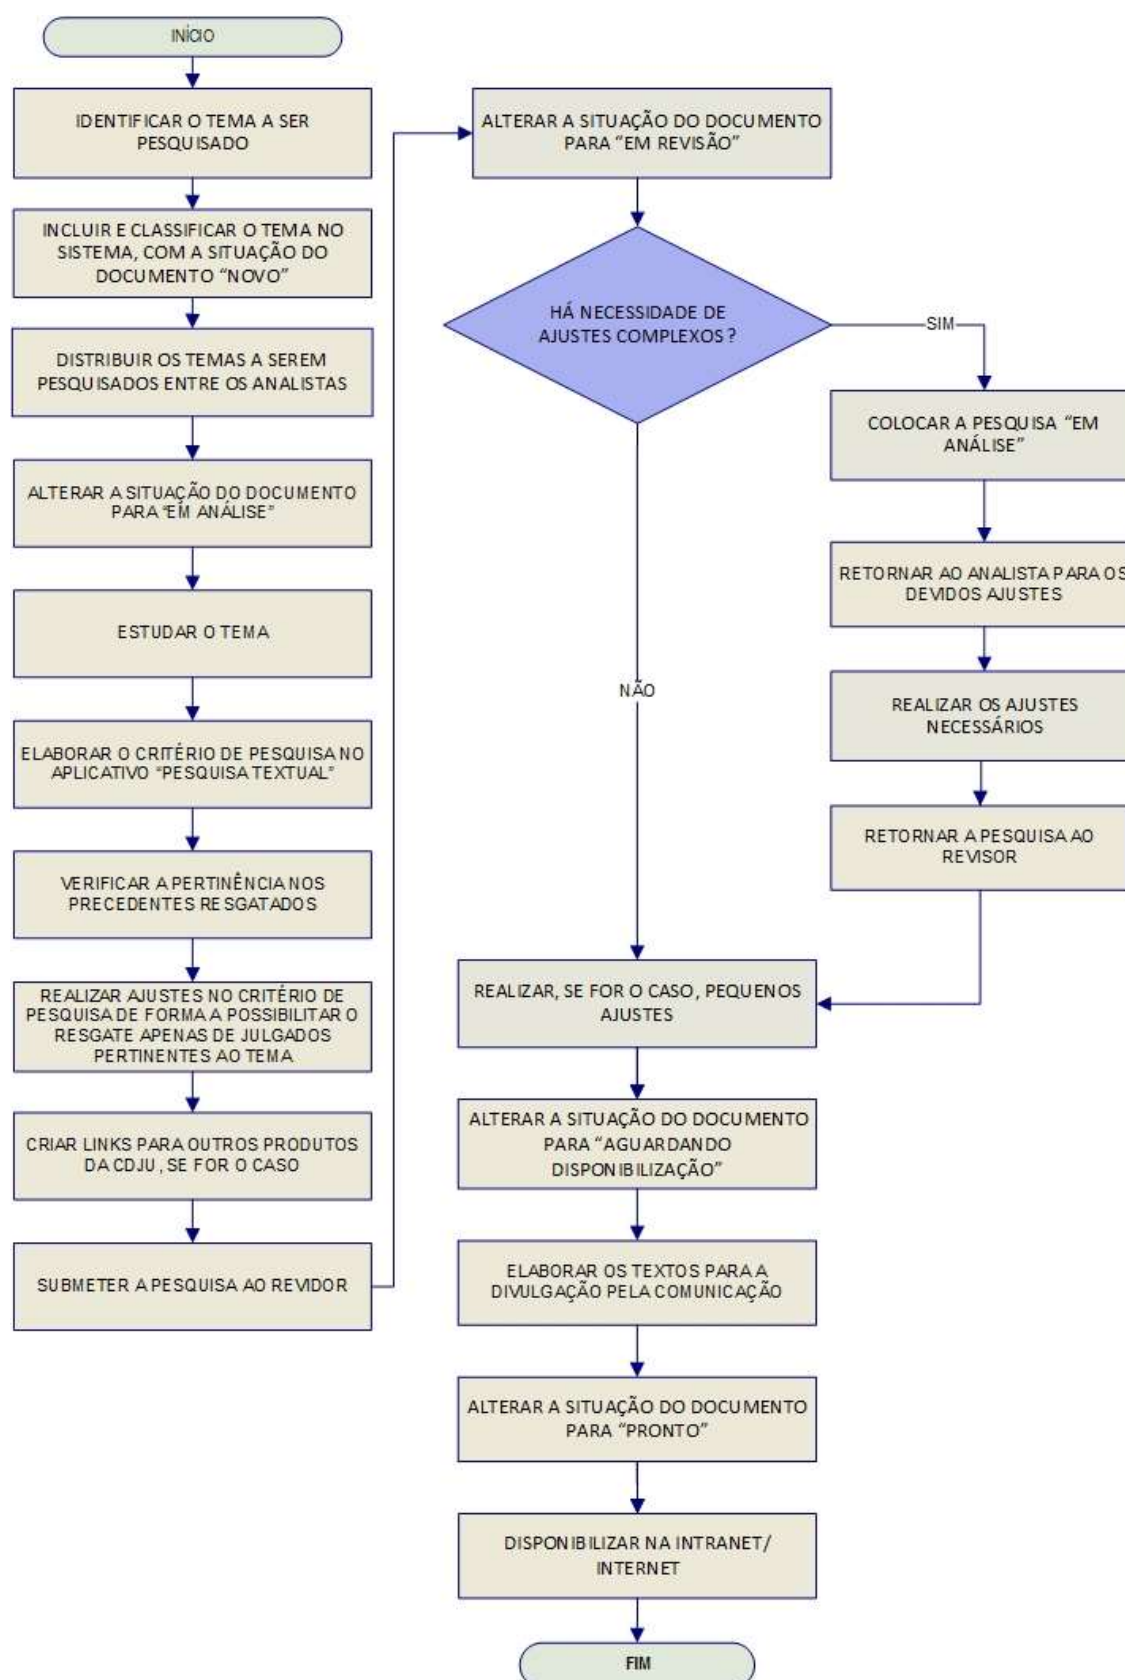 INÍCIO
IDENTIFICAR O TEMA A SER
PESQUISADO
INCLUIR E CLASSIFICAR O TEMA NO
SISTEMA, COM A SITUAÇÃO DO
DOCUMENTO “NOVO”
DISTRIBUIR OS TEMAS A SEREM
PESQUISADOS ENTRE OS ANALISTAS
ALTERAR A SITUAÇÃO DO DOCUMENTO
PARA “EM ANÁLISE”
ESTUDAR O TEMA
ELABORAR O CRITÉRIO DE PESQUISA NO
APLICATIVO “PESQUISA TEXTUAL”
VERIFICAR A PERTINÊNCIA NOS
PRECEDENTES RESGATADOS
REALIZAR AJUSTES NO CRITÉRIO DE
PESQUISA DE FORMA A POSSIBILITAR O
RESGATE APENAS DE JULGADOS
PERTINENTES AO TEMA
CRIAR LINKS PARA OUTROS PRODUTOS
DA CDJU, SE FOR O CASO
SUBMETER A PESQUISA AO REVIDOR
ALTERAR A SITUAÇÃO DO DOCUMENTO
PARA “EM REVISÃO”
HÁ NECESSIDADE DE
AJUSTES COMPLEXOS?
SIM
COLOCAR A PESQUISA “EM
ANÁLISE”
RETORNAR AO ANALISTA PARA OS
DEVIDOS AJUSTES
REALIZAR OS AJUSTES
NECESSÁRIOS
RETORNAR A PESQUISA AO
REVISOR
NÃO
REALIZAR, SE FOR O CASO, PEQUENOS
AJUSTES
ALTERAR A SITUAÇÃO DO DOCUMENTO
PARA “AGUARDANDO
DISPONIBILIZAÇÃO”
ELABORAR OS TEXTOS PARA A
DIVULGAÇÃO PELA COMUNICAÇÃO
ALTERAR A SITUAÇÃO DO DOCUMENTO
PARA “PRONTO”
DISPONIBILIZAR NA INTRANET/
INTERNET
FIM